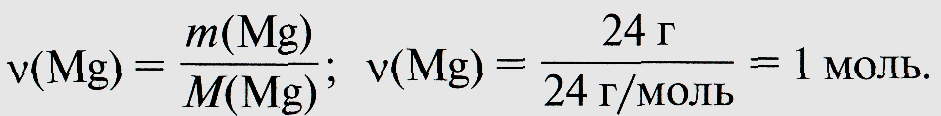 ν(Mg) = m(Mg)/M(Mg); ν(Mg) = 24 г/24 г/моль = 1 моль.